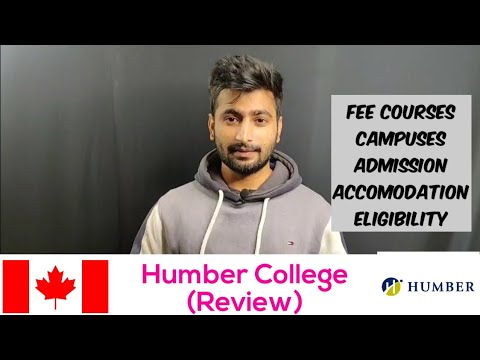 FEE COURSES
CAMPUSES
ADMISSION
ACCOMODATION
ELIGIBILITY
Humber College
(Review)
HUMBER